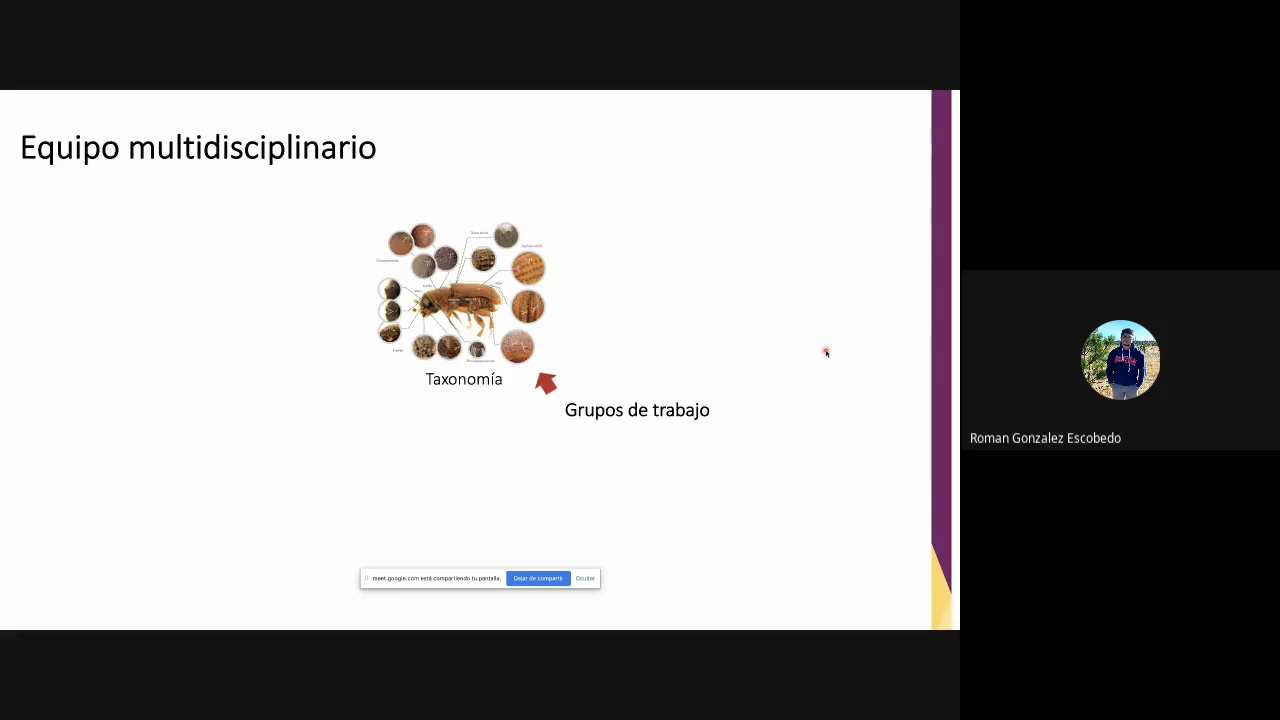 Equipo multidisciplinario
Taxonomía
Grupos de trabajo
meet.google.com está compartiendo tu pantalla.
Dejar de compartir
Ocultar
Roman Gonzalez Escobedo